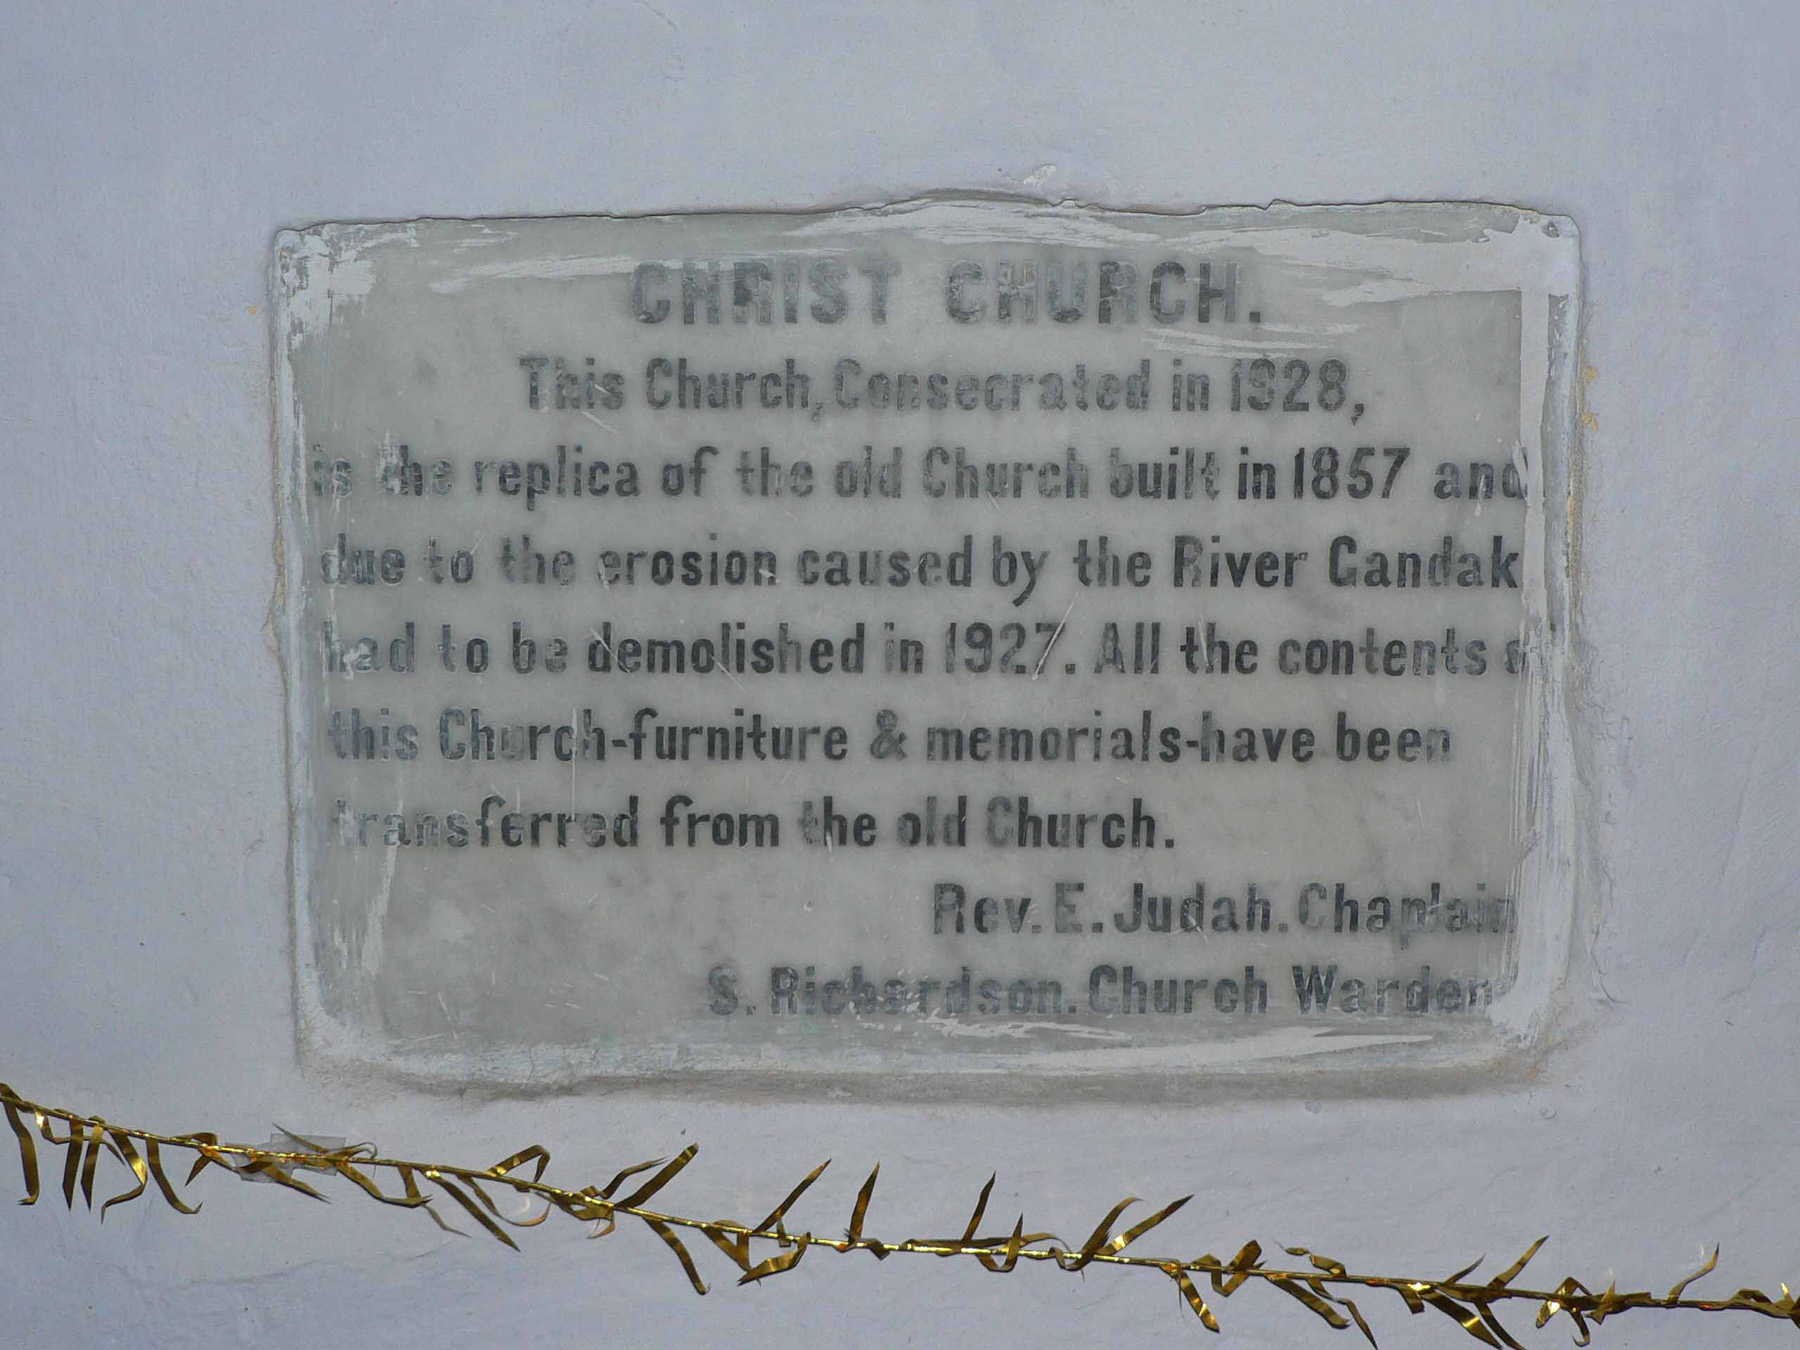 CHRIST CHURCH.
This Church, Consecrated in 1928,
is the replica of the old Church built in 1857 and
due to the erosion caused by the River Gandak
had to be demolished in 1927. All the contents
this Church-furniture & memorials-have been
transferred from the old Church.
Rev. E. Judah. Chaplain
S. Richardson. Church Warden